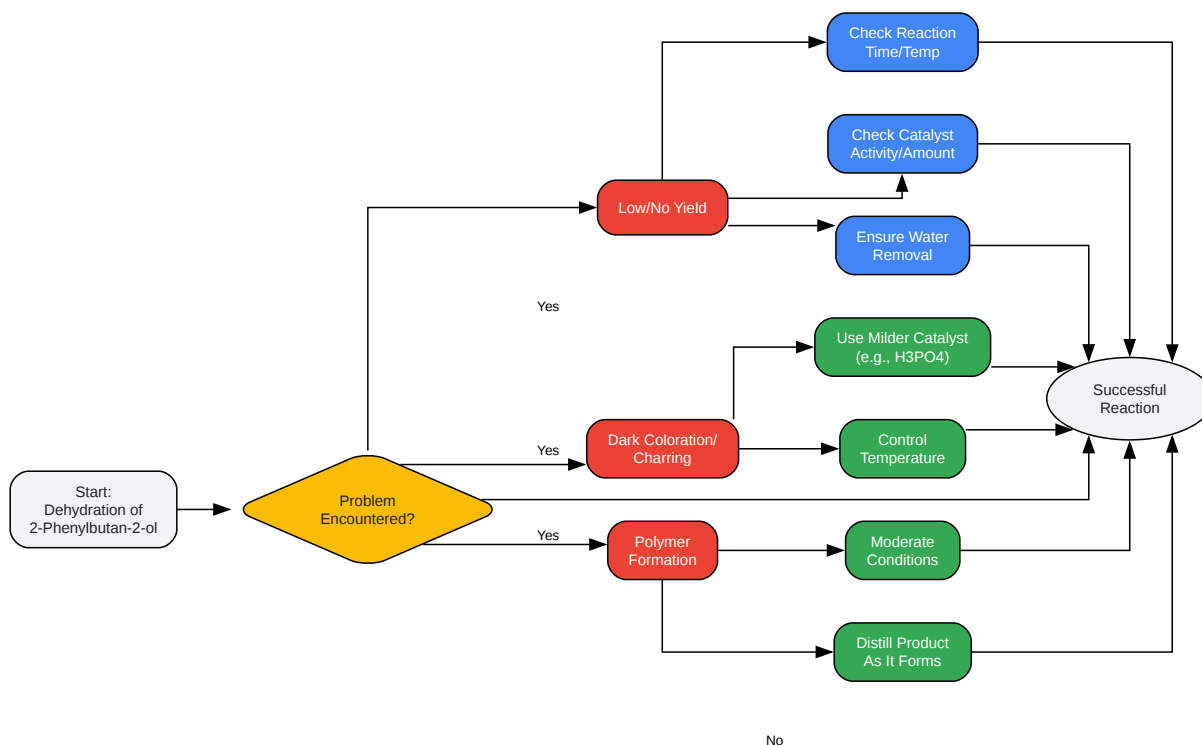 Check Reaction
Time/Temp
Check Catalyst
Activity/Amount
Low/No Yield
Ensure Water
Removal
Yes
Use Milder Catalyst
(e.g., H3PO4)
Successful
Reaction
Yes
Dark Coloration/
Charring
Control
Temperature
Start:
Dehydration of
2-Phenylbutan-2-ol
Problem
Encountered?
Yes
Polymer
Formation
Moderate
Conditions
Distill Product
As It Forms
No